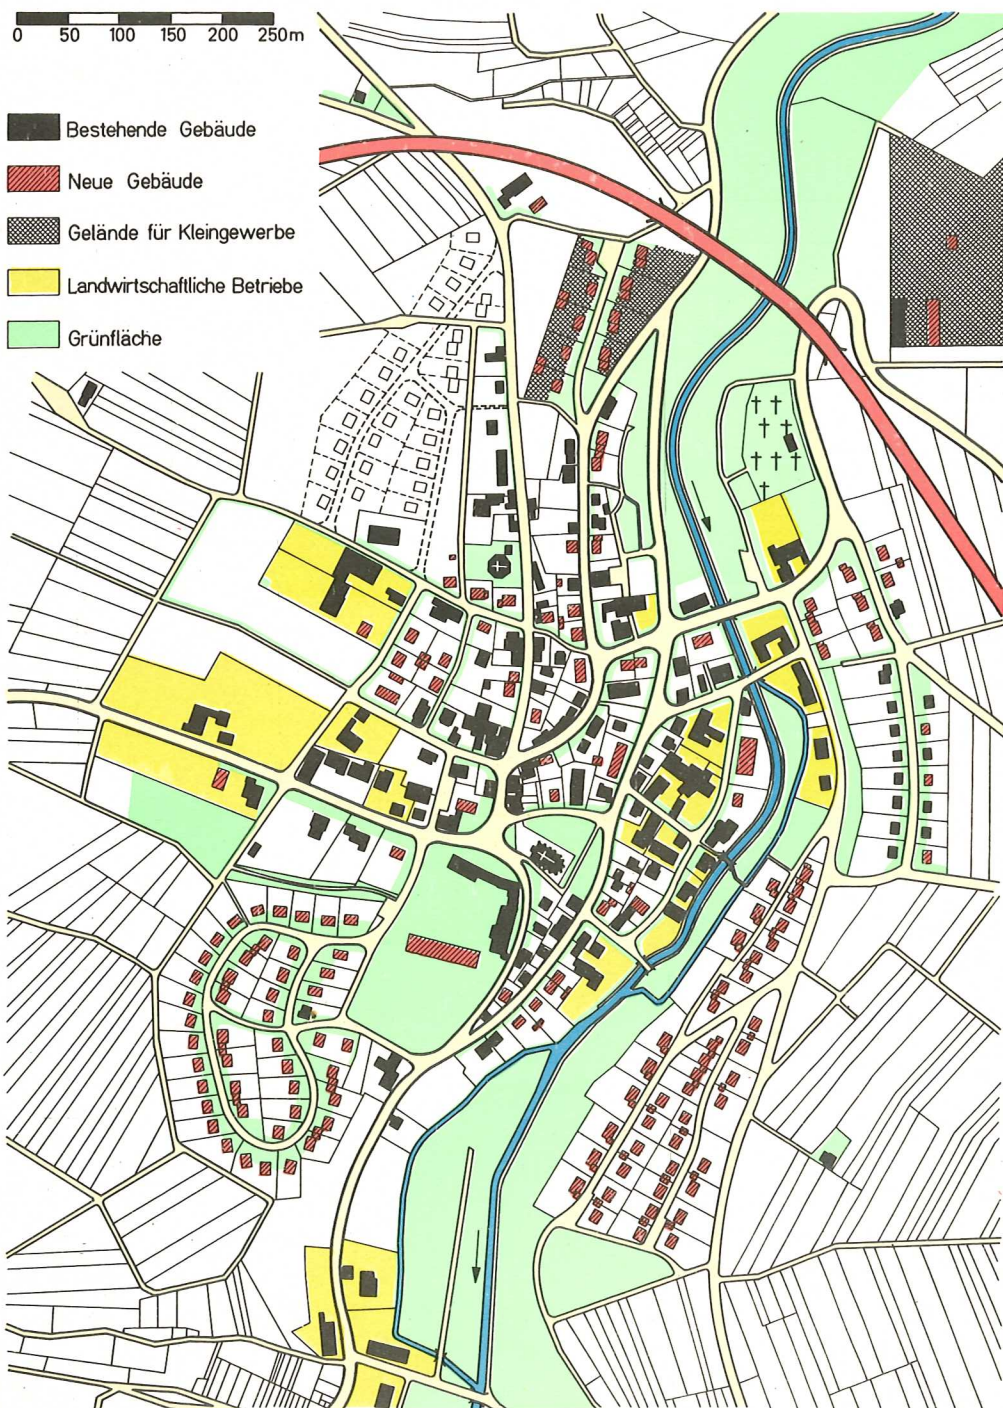 0 50 100 150 200 250m
Bestehende Gebäude
Neue Gebäude
Gelände für Kleingewerbe
Landwirtschaftliche Betriebe
Grünfläche